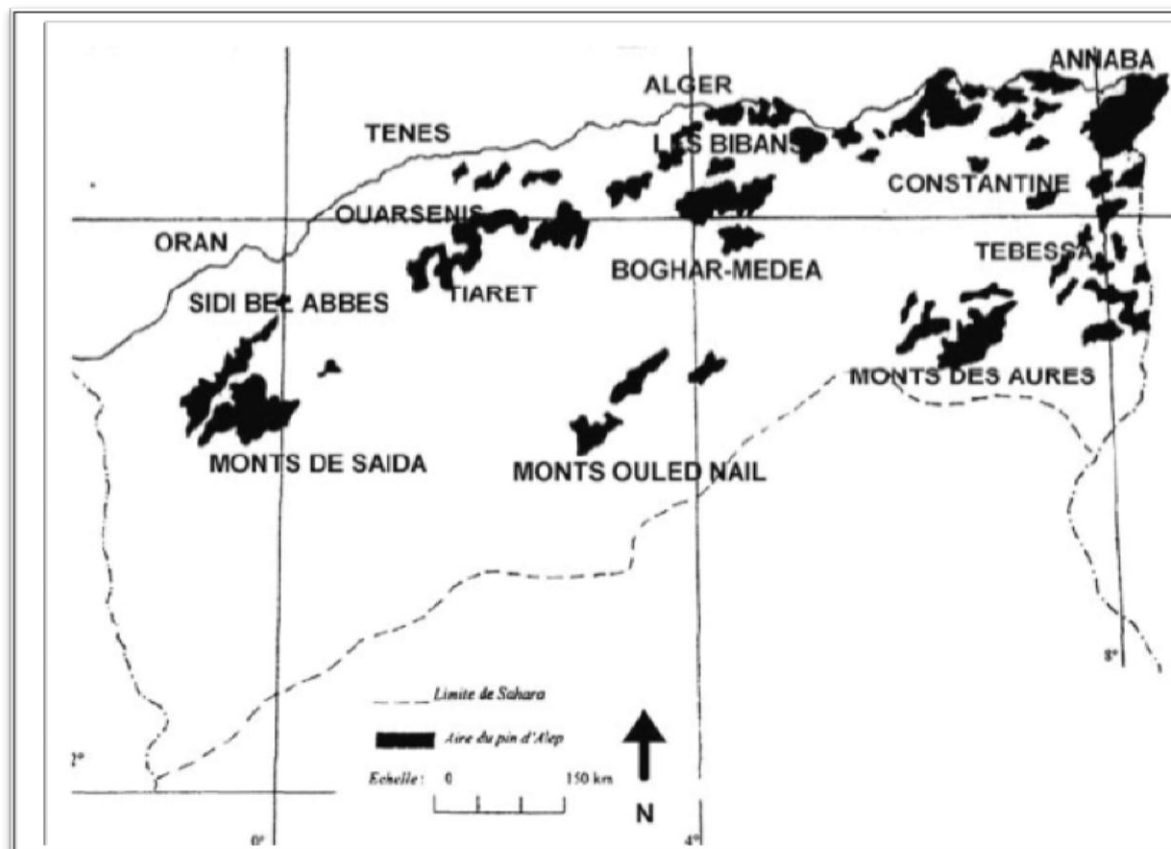 ANNABA
ALGER
TENES
LES BIBANS
CONSTANTINE
OUARSENIS
ORAN
TEBESSA
BOGHAR-MEDEA
TIARET
SIDI BEL ABBES
MONTS DES AURES
MONTS DE SAIDA
MONTS OULED NAIL
8°
Limite de Sahara
Aire du pin d'Alep
2°
Echelle : 0 150 km
N
0°
4°